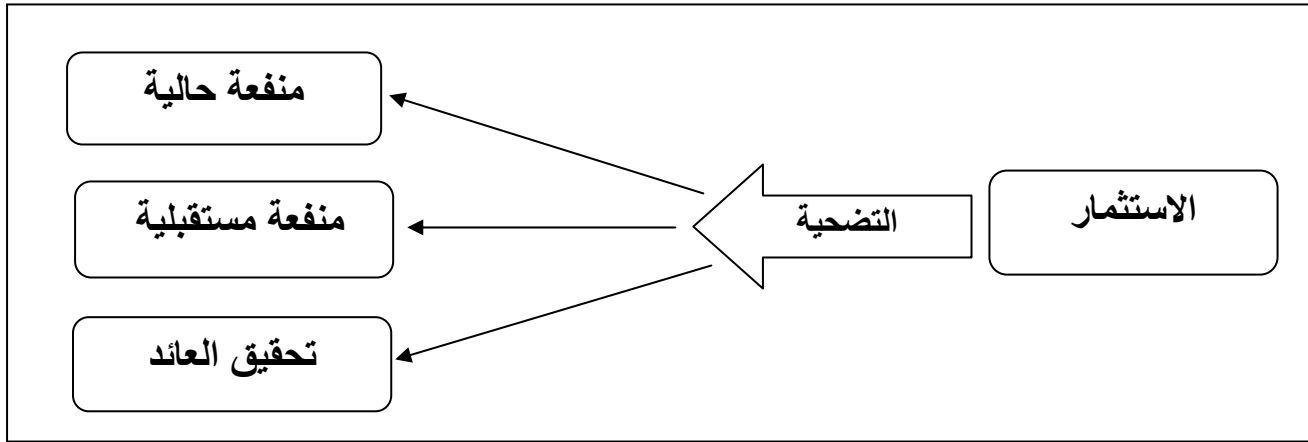 الاستثمار
التضحية
منفعة حالية
منفعة مستقبلية
تحقيق العائد